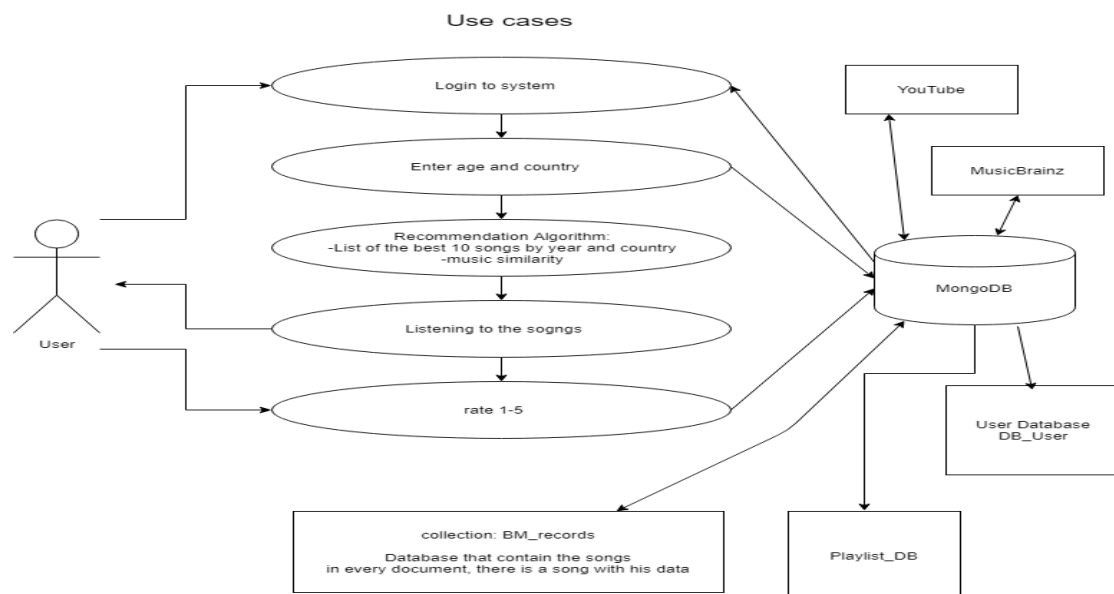 Use cases
Login to system
YouTube
Enter age and country
MusicBrainz
Recommendation Algorithm:
-List of the best 10 songs by year and country
-music similarity
MongoDB
Listening to the sogngs
User
rate 1-5
User Database
DB_User
collection: BM_records
Database that contain the songs
in every document, there is a song with his data
Playlist_DB